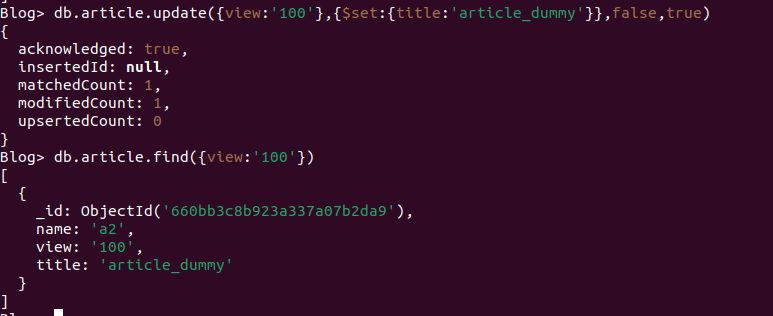 Blog> db.article.update({view:'100'},{$set:{title:'article_dummy'}},false,true)
{
  acknowledged: true,
  insertedId: null,
  matchedCount: 1,
  modifiedCount: 1,
  upsertedCount: 0
}
Blog> db.article.find({view:'100'})
[
  {
    _id: ObjectId('660bb3c8b923a337a07b2da9'),
    name: 'a2',
    view: '100',
    title: 'article_dummy'
  }
]